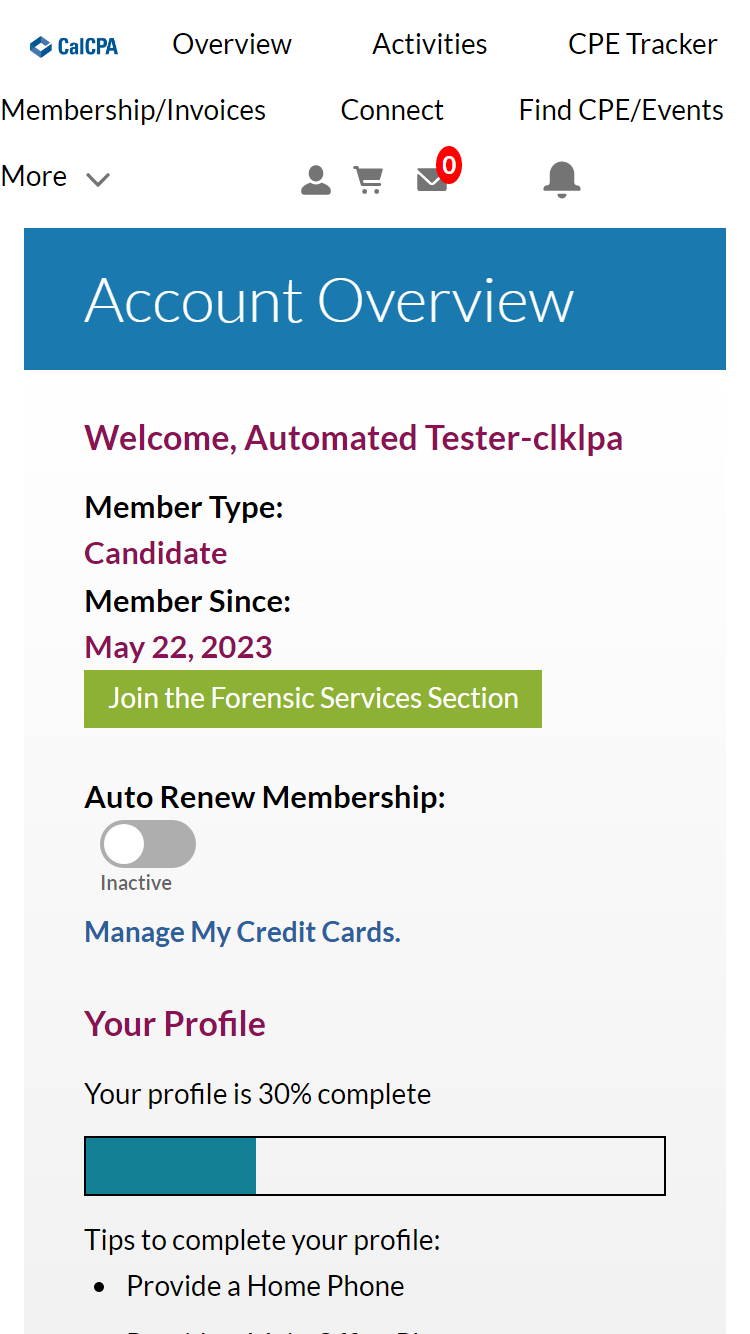 CalCPA Overview Activities CPE Tracker
Membership/Invoices Connect Find CPE/Events
More 0
Account Overview
Welcome, Automated Tester-clklpa
Member Type:
Candidate
Member Since:
May 22, 2023
Join the Forensic Services Section
Auto Renew Membership:
Inactive
Manage My Credit Cards.
Your Profile
Your profile is 30% complete
Tips to complete your profile:
• Provide a Home Phone